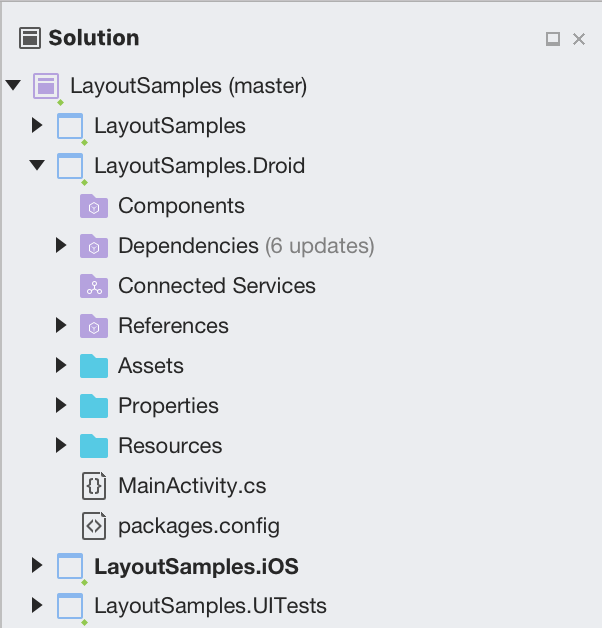 Solution
LayoutSamples (master)
LayoutSamples
LayoutSamples.Droid
Components
Dependencies (6 updates)
Connected Services
References
Assets
Properties
Resources
MainActivity.cs
packages.config
LayoutSamples.iOS
LayoutSamples.UITests